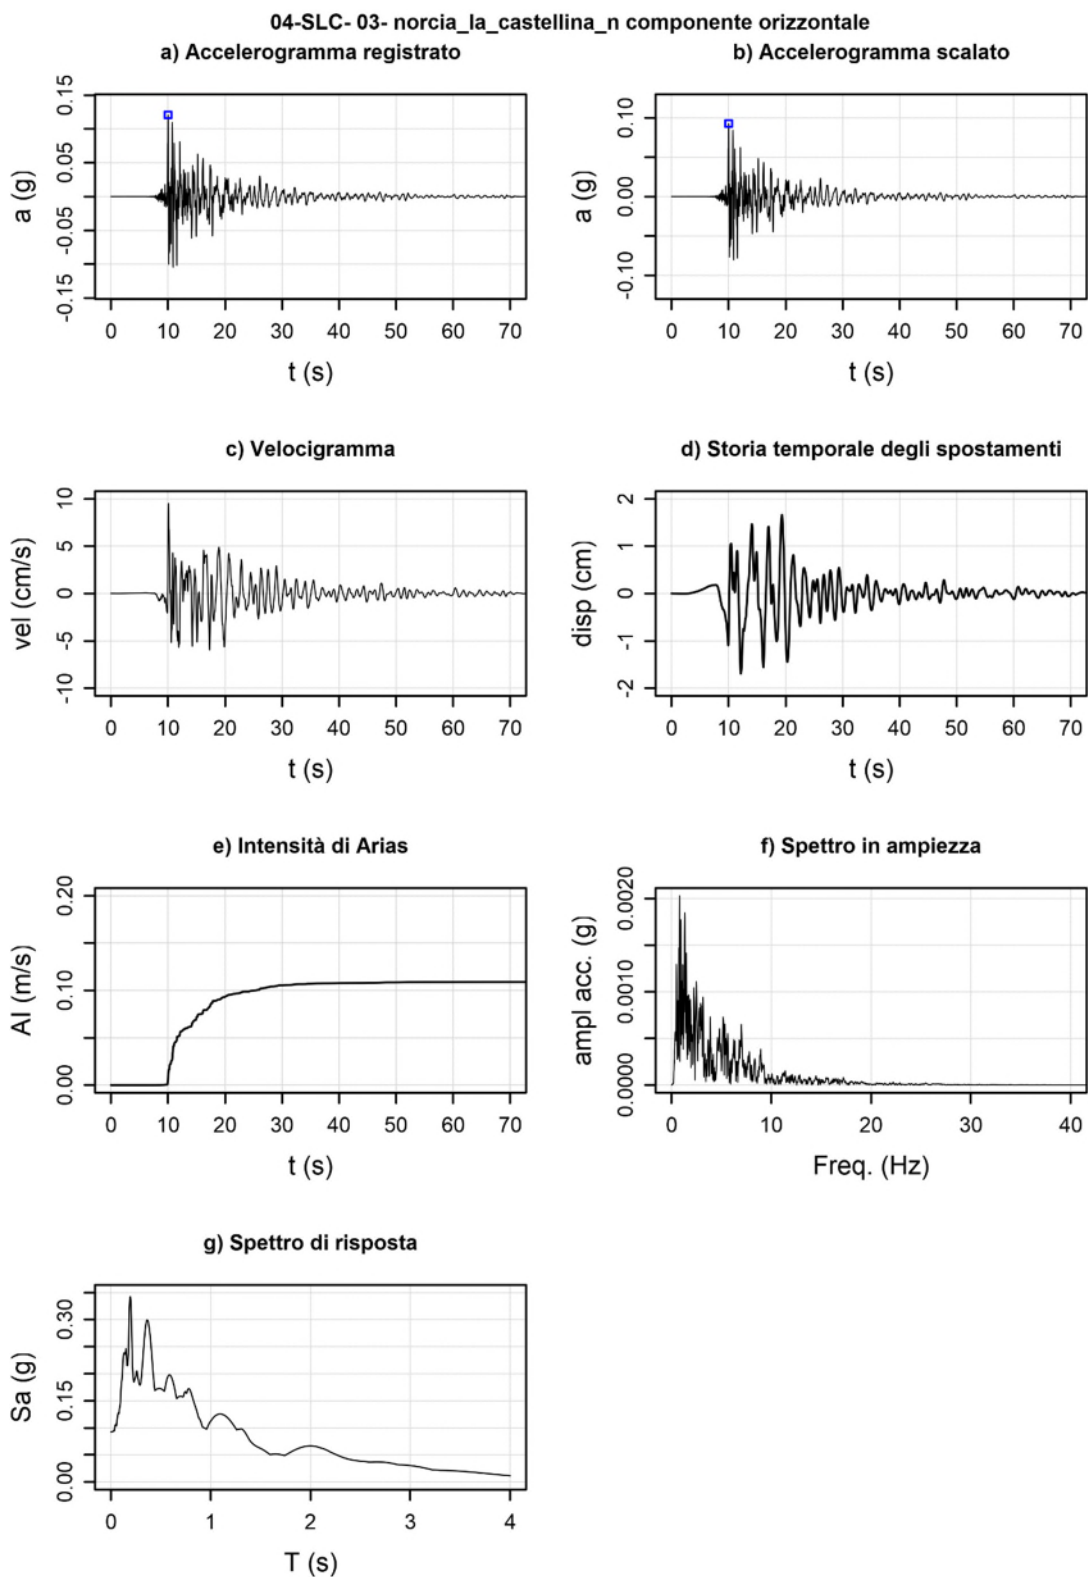 04-SLC- 03- norcia_la_castellina_n componente orizzontale
a) Accelerogramma registrato
a (g)
0.15
0.05
-0.05
-0.15
0 10 20 30 40 50 60 70
t (s)
b) Accelerogramma scalato
a (g)
0.10
0.00
-0.10
0 10 20 30 40 50 60 70
t (s)
c) Velocigramma
vel (cm/s)
10
5
0
-5
-10
0 10 20 30 40 50 60 70
t (s)
d) Storia temporale degli spostamenti
disp (cm)
2
1
0
-1
-2
0 10 20 30 40 50 60 70
t (s)
e) Intensità di Arias
AI (m/s)
0.20
0.10
0.00
0 10 20 30 40 50 60 70
t (s)
f) Spettro in ampiezza
ampl acc. (g)
0.0020
0.0010
0.0000
0 10 20 30 40
Freq. (Hz)
g) Spettro di risposta
Sa (g)
0.30
0.15
0.00
0 1 2 3 4
T (s)